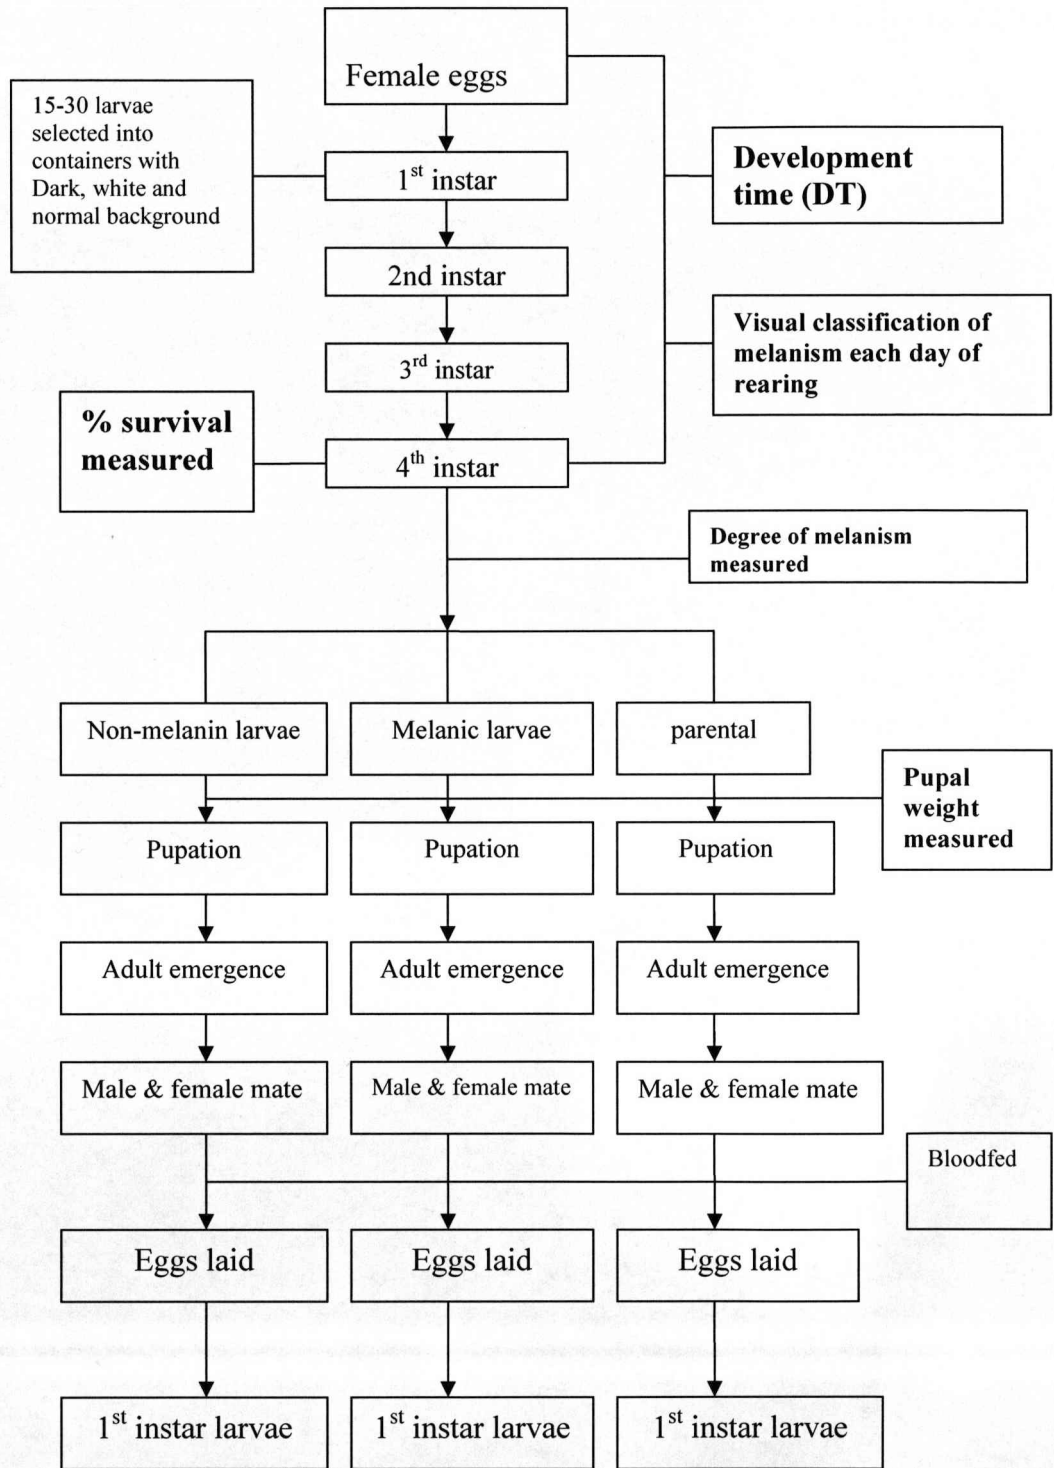 Female eggs
15-30 larvae
selected into
containers with
Dark, white and
normal background
1st instar
Development
time (DT)
2nd instar
Visual classification of
melanism each day of
rearing
3rd instar
% survival
measured
4th instar
Degree of melanism
measured
Non-melanin larvae
Melanic larvae
parental
Pupal
weight
measured
Pupation
Pupation
Pupation
Adult emergence
Adult emergence
Adult emergence
Male & female mate
Male & female mate
Male & female mate
Bloodfed
Eggs laid
Eggs laid
Eggs laid
1st instar larvae
1st instar larvae
1st instar larvae